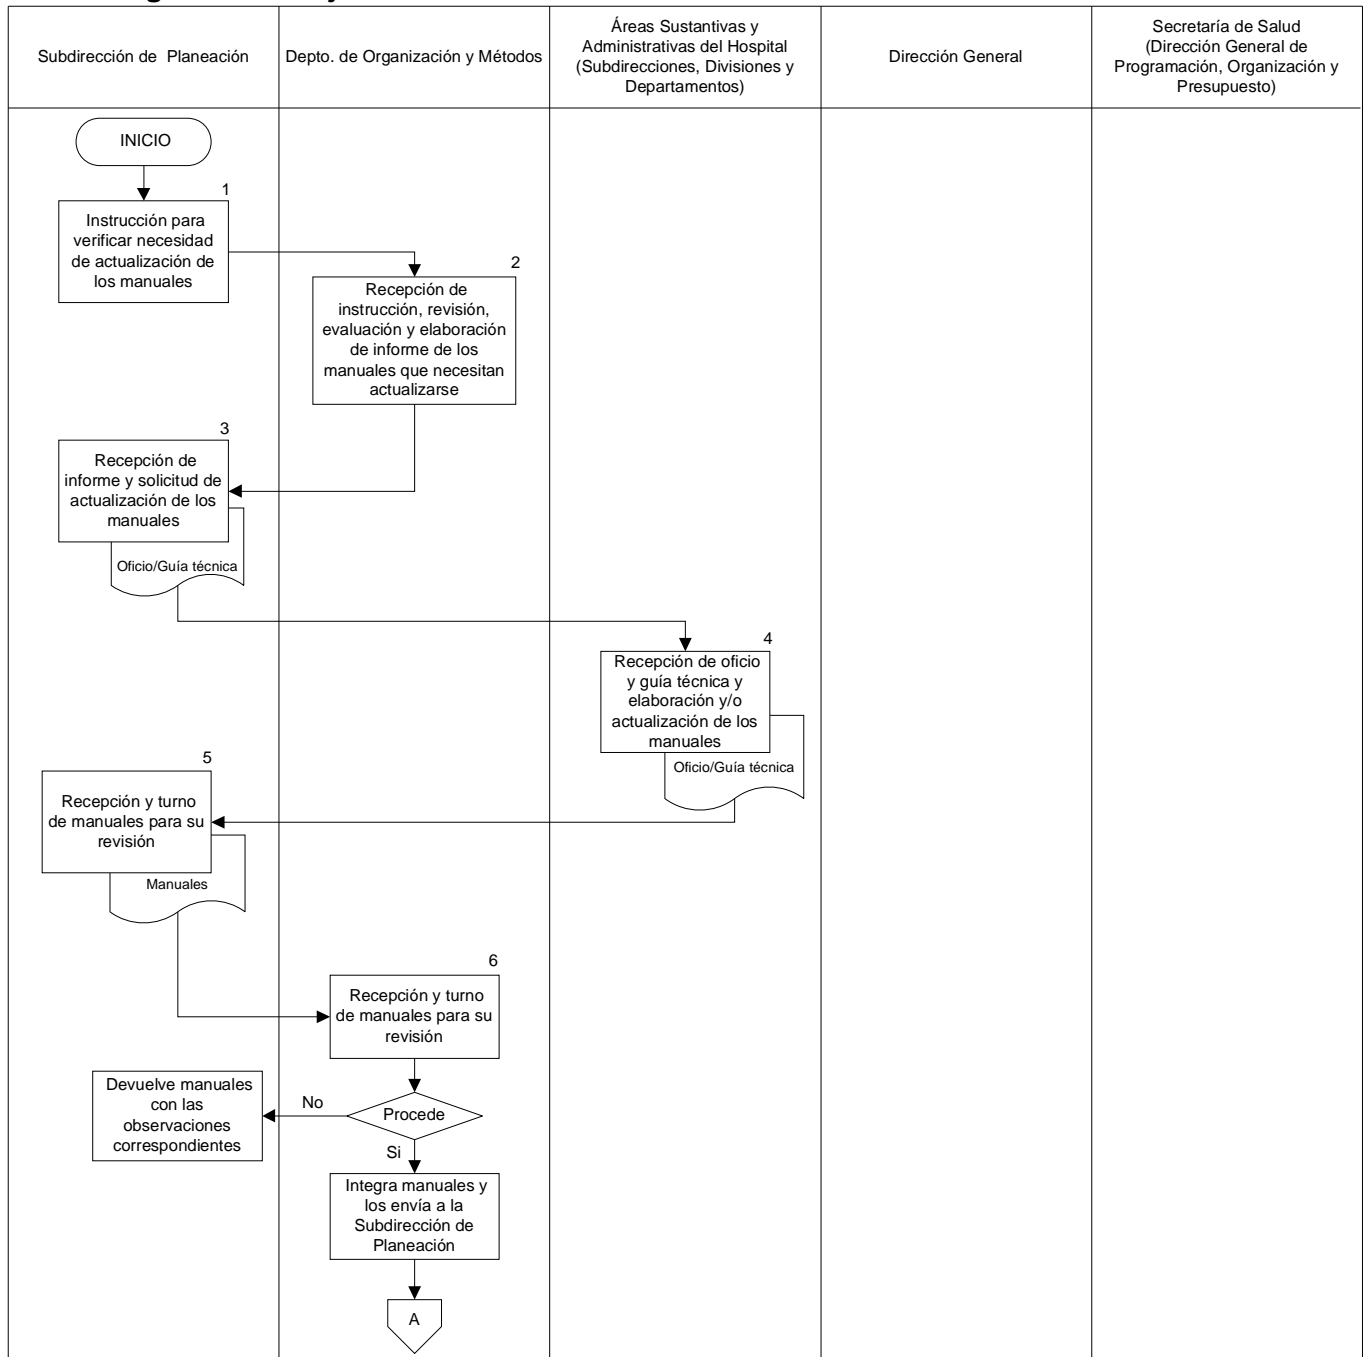 Subdirección de Planeación
Depto. de Organización y Métodos
Áreas Sustantivas y
Administrativas del Hospital
(Subdirecciones, Divisiones y
Departamentos)
Dirección General
Secretaría de Salud
(Dirección General de
Programación, Organización y
Presupuesto)
INICIO
1
Instrucción para
verificar necesidad
de actualización de
los manuales
2
Recepción de
instrucción, revisión,
evaluación y elaboración
de informe de los
manuales que necesitan
actualizarse
3
Recepción de
informe y solicitud de
actualización de los
manuales
Oficio/Guía técnica
4
Recepción de oficio
y guía técnica y
elaboración y/o
actualización de los
manuales
Oficio/Guía técnica
5
Recepción y turno
de manuales para su
revisión
Manuales
6
Recepción y turno
de manuales para su
revisión
Procede
No
Devuelve manuales
con las
observaciones
correspondientes
Si
Integra manuales y
los envía a la
Subdirección de
Planeación
A